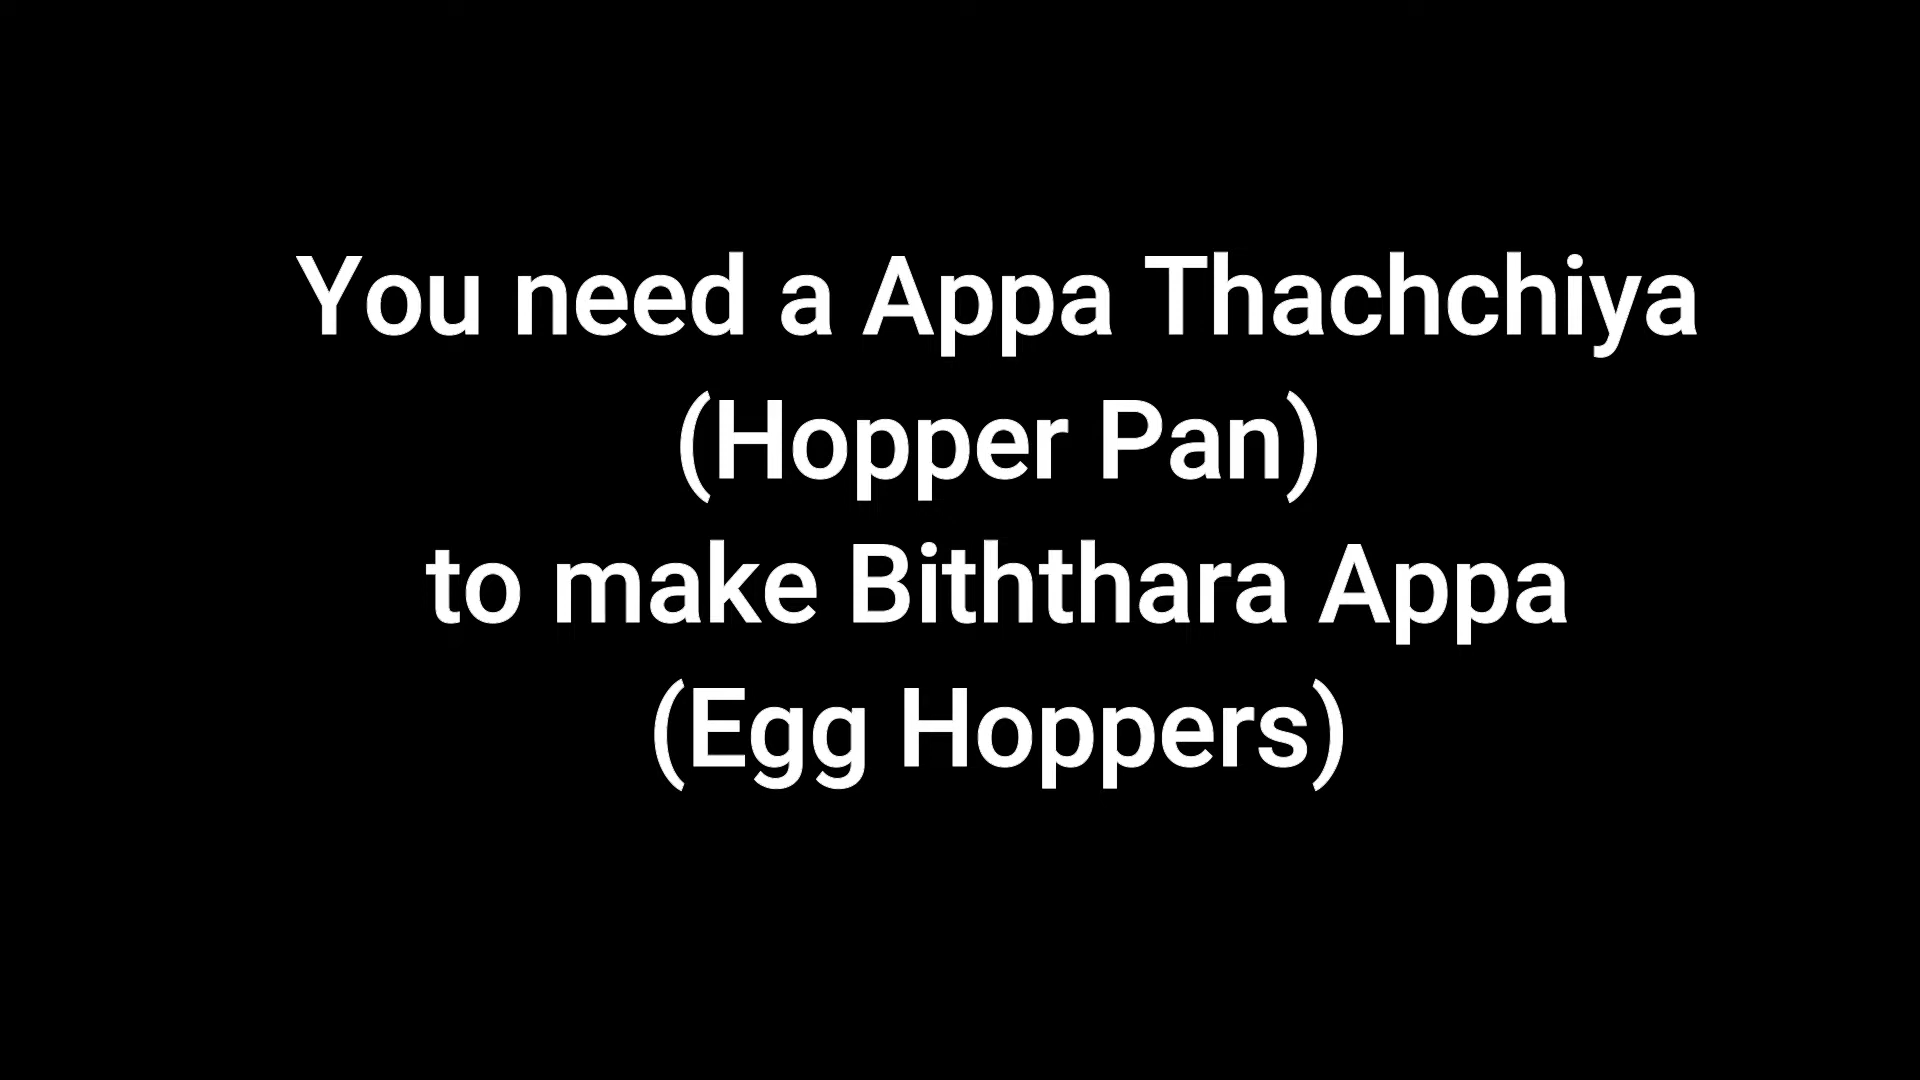 You need a Appa Thachchiya
(Hopper Pan)
to make Biththara Appa
(Egg Hoppers)